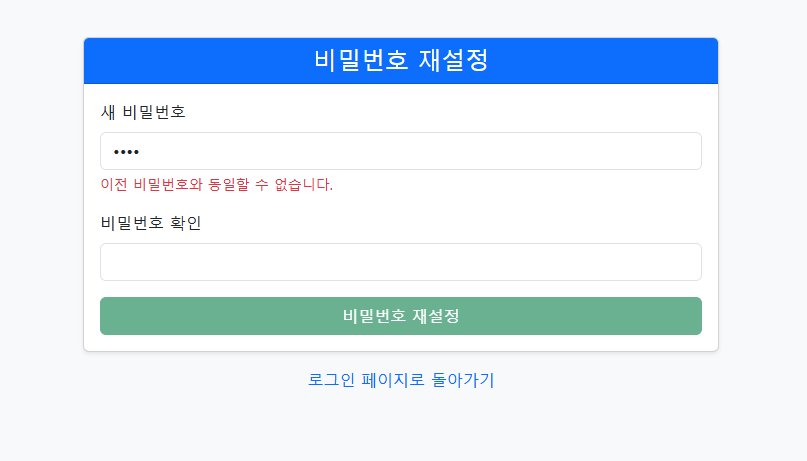 비밀번호 재설정
새 비밀번호
••••
이전 비밀번호와 동일할 수 없습니다.
비밀번호 확인
비밀번호 재설정
로그인 페이지로 돌아가기